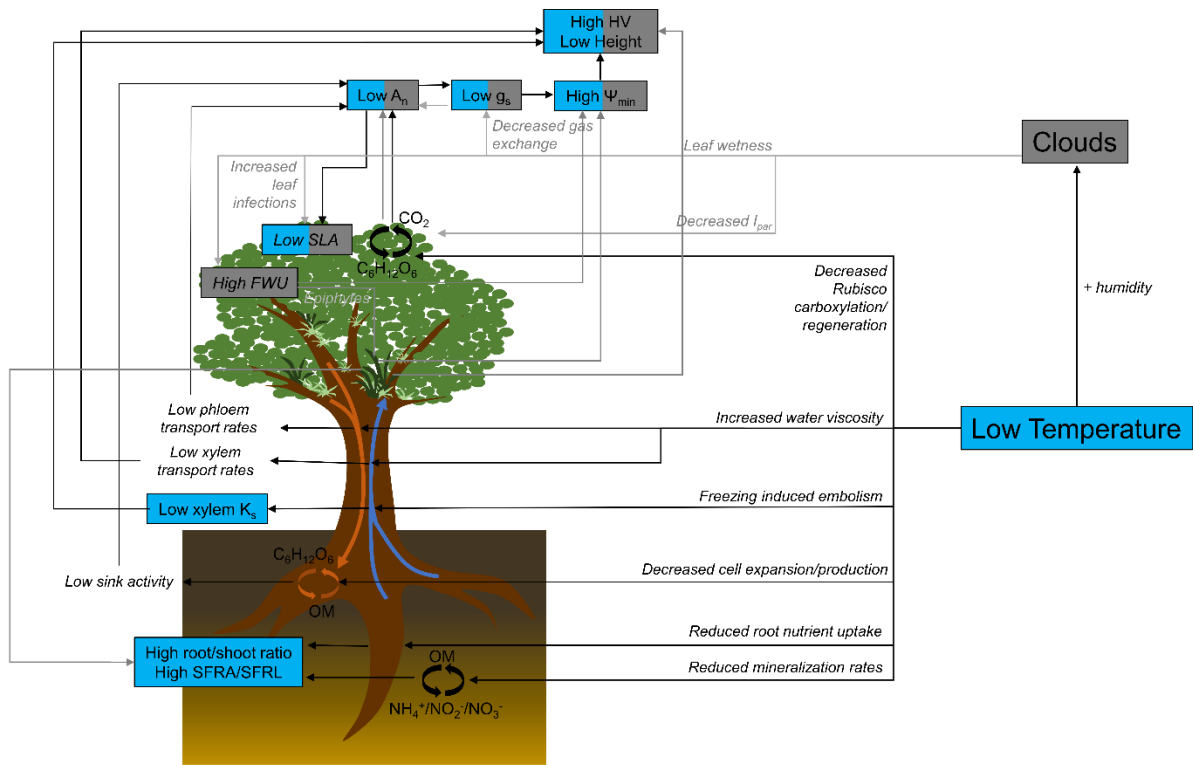 High HV
Low Height
Low Aₙ
Low gₛ
High Ψₘᵢₙ
Decreased gas
exchange
Leaf wetness
Clouds
Increased
leaf
infections
Decreased Iₚₐᵣ
CO₂
Low SLA
C₆H₁₂O₆
High FWU
Epiphytes
Decreased
Rubisco
carboxylation/
regeneration
+ humidity
Low phloem
transport rates
Increased water viscosity
Low Temperature
Low xylem
transport rates
Low xylem Kₛ
Freezing induced embolism
C₆H₁₂O₆
Low sink activity
Decreased cell expansion/production
OM
High root/shoot ratio
High SFRA/SFRL
Reduced root nutrient uptake
OM
Reduced mineralization rates
NH₄⁺/NO₂⁻/NO₃⁻